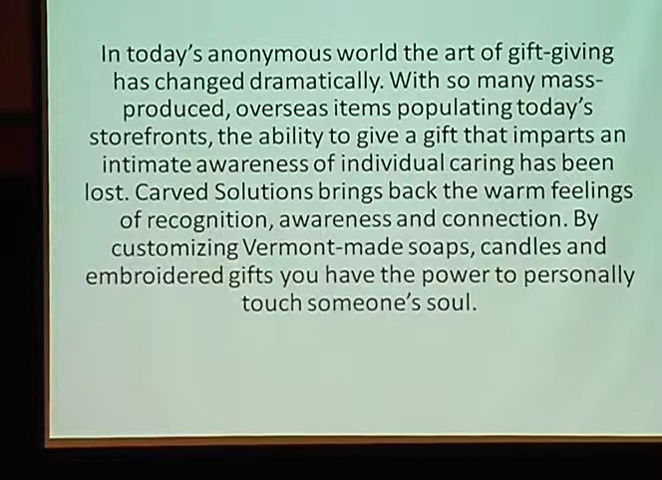 In today's anonymous world the art of gift-giving
has changed dramatically. With so many mass-
produced, overseas items populating today's
storefronts, the ability to give a gift that imparts an
intimate awareness of individual caring has been
lost. Carved Solutions brings back the warm feelings
of recognition, awareness and connection. By
customizing Vermont-made soaps, candles and
embroidered gifts you have the power to personally
touch someone's soul.